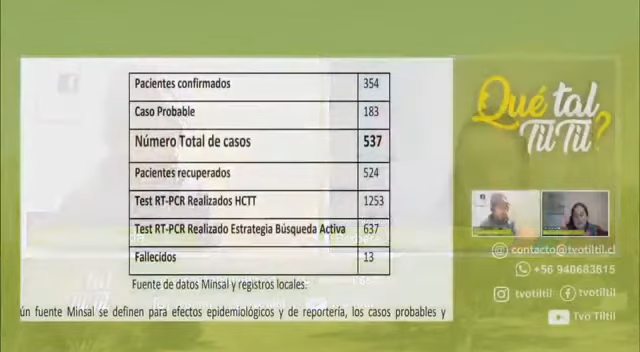 Pacientes confirmados 354
Caso Probable 183
Número Total de casos 537
Pacientes recuperados 524
Test RT-PCR Realizados HCTT 1253
Test RT-PCR Realizado Estrategia Búsqueda Activa 637
Fallecidos 13
Fuente de datos Minsal y registros locales.
ún fuente Minsal se definen para efectos epidemiológicos y de reportería, los casos probables y
Qué tal
Til Til?
contacto@tvotiltil.cl
+56 940683615
tvotiltil tvotiltil
Tvo Tiltil